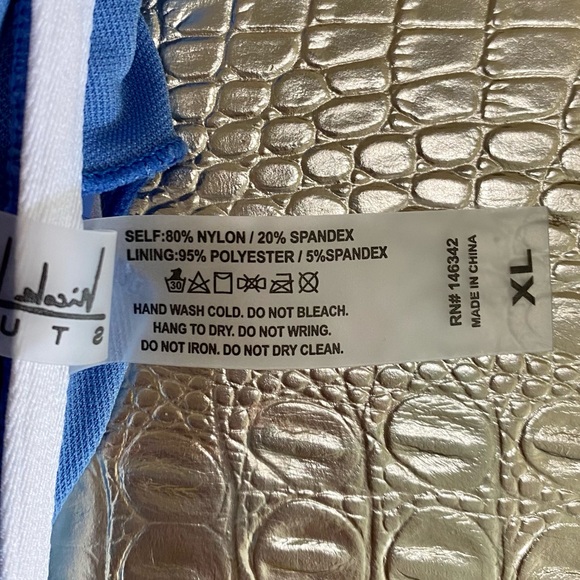 SELF:80% NYLON / 20% SPANDEX
LINING:95% POLYESTER / 5%SPANDEX
30
HAND WASH COLD. DO NOT BLEACH.
HANG TO DRY. DO NOT WRING.
DO NOT IRON. DO NOT DRY CLEAN.
RN# 146342
MADE IN CHINA
XL